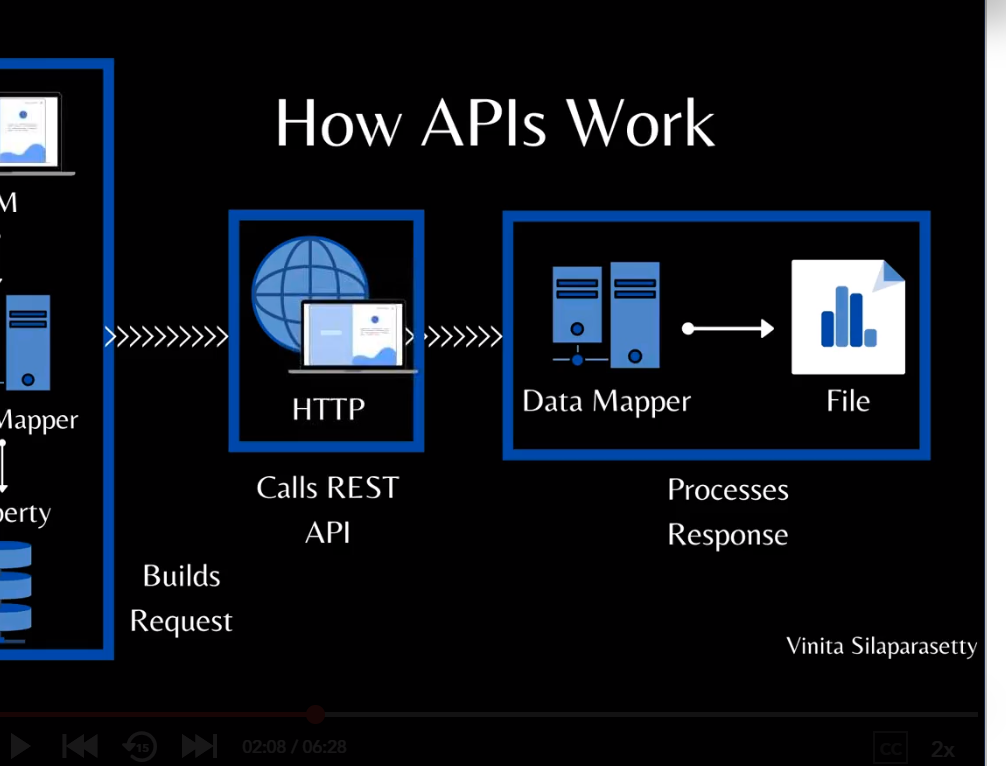 How APIs Work
M
Mapper
perty
Builds
Request
HTTP
Calls REST
API
Data Mapper
File
Processes
Response
Vinita Silaparasetty
15
02:08 / 06:28
CC
2x